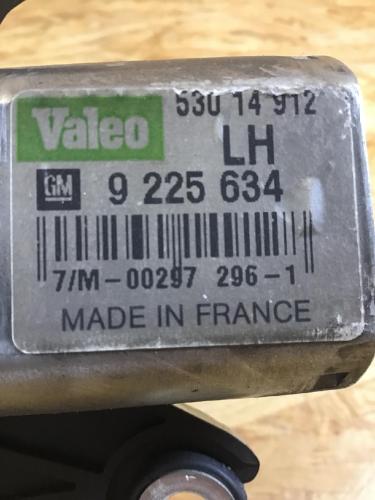 Valeo
530 14 912
LH
GM 9 225 634
7/M-00297 296-1
MADE IN FRANCE